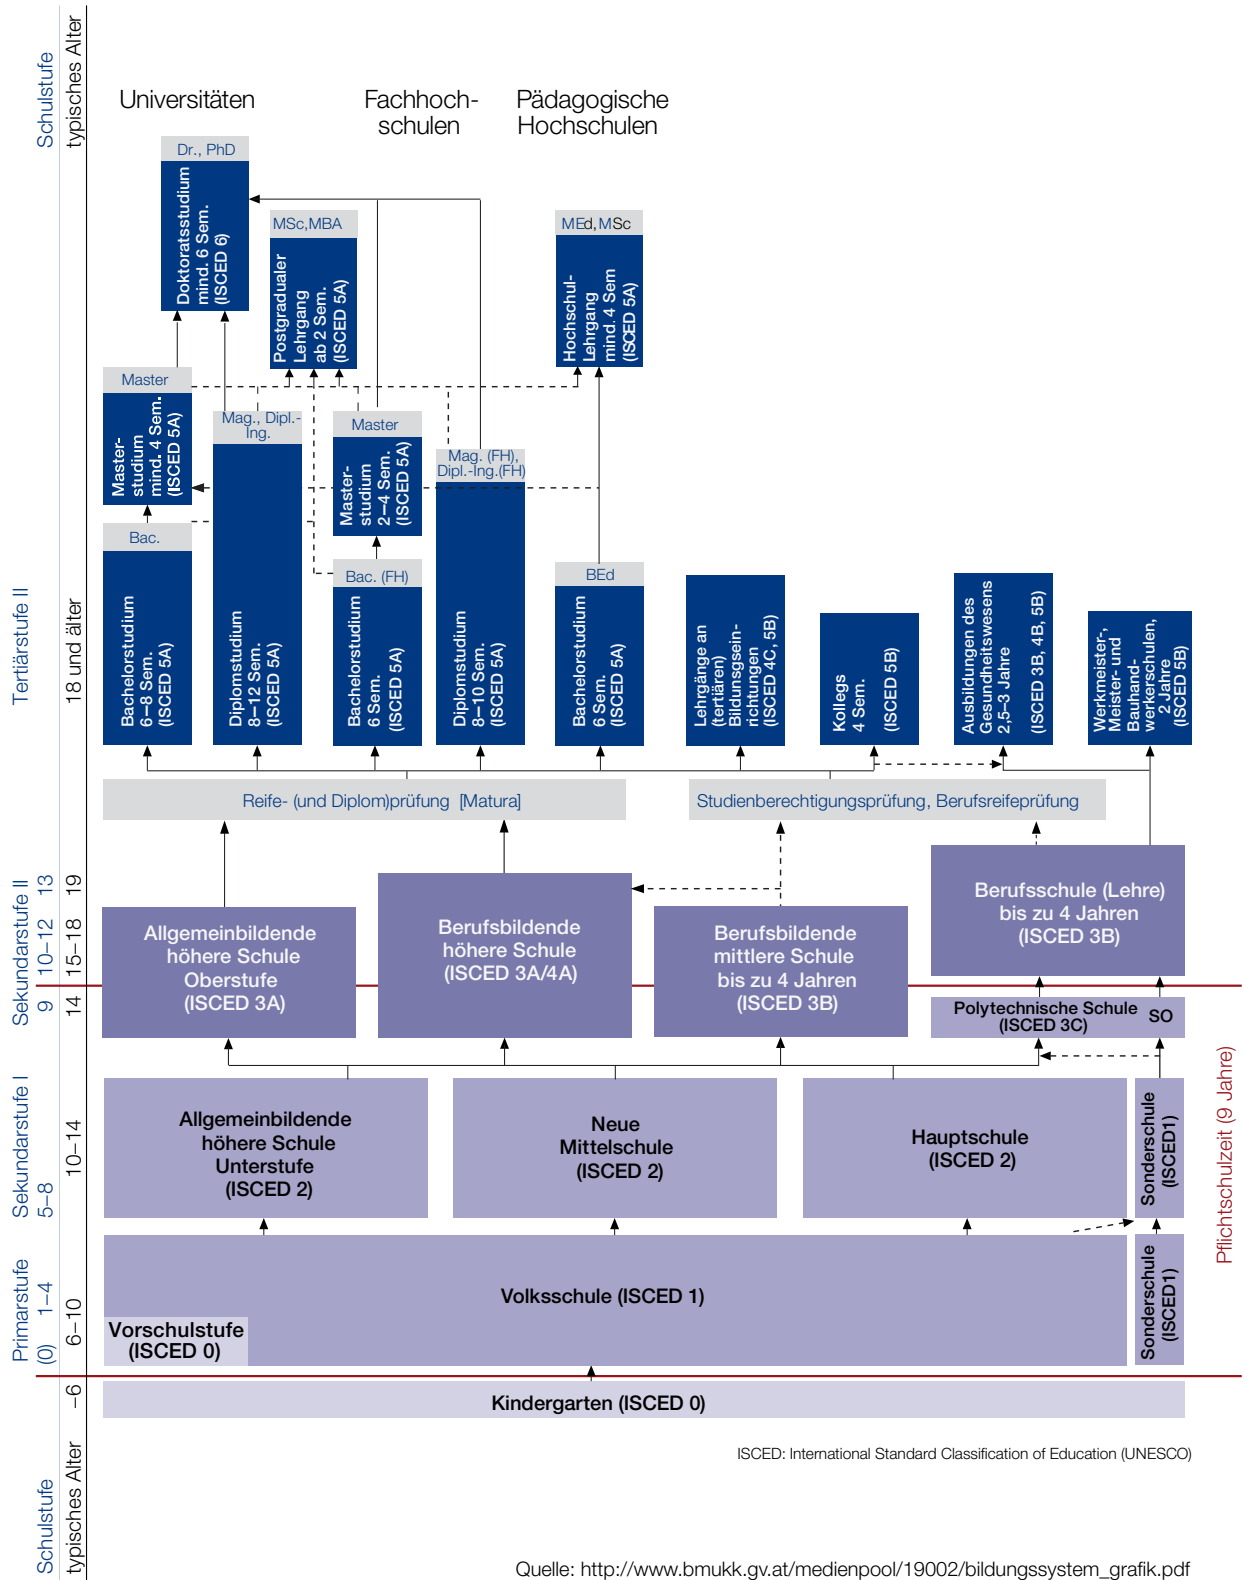 Schulstufe
typisches Alter
Universitäten
Fachhoch-
schulen
Pädagogische
Hochschulen
Dr., PhD
Doktoratsstudium
mind. 6 Sem.
(ISCED 6)
MSc,MBA
Postgradualer
Lehrgang
ab 2 Sem.
(ISCED 5A)
MEd, MSc
Hochschul-
Lehrgang
mind. 4 Sem
(ISCED 5A)
Master
Master-
studium
mind. 4 Sem.
(ISCED 5A)
Mag., Dipl.-
Ing.
Master
Master-
studium
2–4 Sem.
(ISCED 5A)
Mag. (FH),
Dipl.-Ing.(FH)
Bac.
Bac. (FH)
BEd
Tertiärstufe II
18 und älter
Bachelorstudium
6–8 Sem.
(ISCED 5A)
Diplomstudium
8–12 Sem.
(ISCED 5A)
Bachelorstudium
6 Sem.
(ISCED 5A)
Diplomstudium
8–10 Sem.
(ISCED 5A)
Bachelorstudium
6 Sem.
(ISCED 5A)
Lehrgänge an
(tertiären)
Bildungsein-
richtungen
(ISCED 4C, 5B)
Kollegs
4 Sem.
(ISCED 5B)
Ausbildungen des
Gesundheitswesens
2,5–3 Jahre
(ISCED 3B, 4B, 5B)
Werkmeister-,
Meister- und
Bauhand-
werkerschulen,
2 Jahre
(ISCED 5B)
Reife- (und Diplom)prüfung [Matura]
Studienberechtigungsprüfung, Berufsreifeprüfung
Sekundarstufe II
9 10–12 13
14 15–18 19
Allgemeinbildende
höhere Schule
Oberstufe
(ISCED 3A)
Berufsbildende
höhere Schule
(ISCED 3A/4A)
Berufsbildende
mittlere Schule
bis zu 4 Jahren
(ISCED 3B)
Berufsschule (Lehre)
bis zu 4 Jahren
(ISCED 3B)
Polytechnische Schule
(ISCED 3C)
SO
Sekundarstufe I
5–8
10–14
Allgemeinbildende
höhere Schule
Unterstufe
(ISCED 2)
Neue
Mittelschule
(ISCED 2)
Hauptschule
(ISCED 2)
Sonderschule
(ISCED1)
Pflichtschulzeit (9 Jahre)
Primarstufe
(0) 1–4
6–10
Volksschule (ISCED 1)
Vorschulstufe
(ISCED 0)
Sonderschule
(ISCED1)
–6
Kindergarten (ISCED 0)
ISCED: International Standard Classification of Education (UNESCO)
Schulstufe
typisches Alter
Quelle: http://www.bmukk.gv.at/medienpool/19002/bildungssystem_grafik.pdf